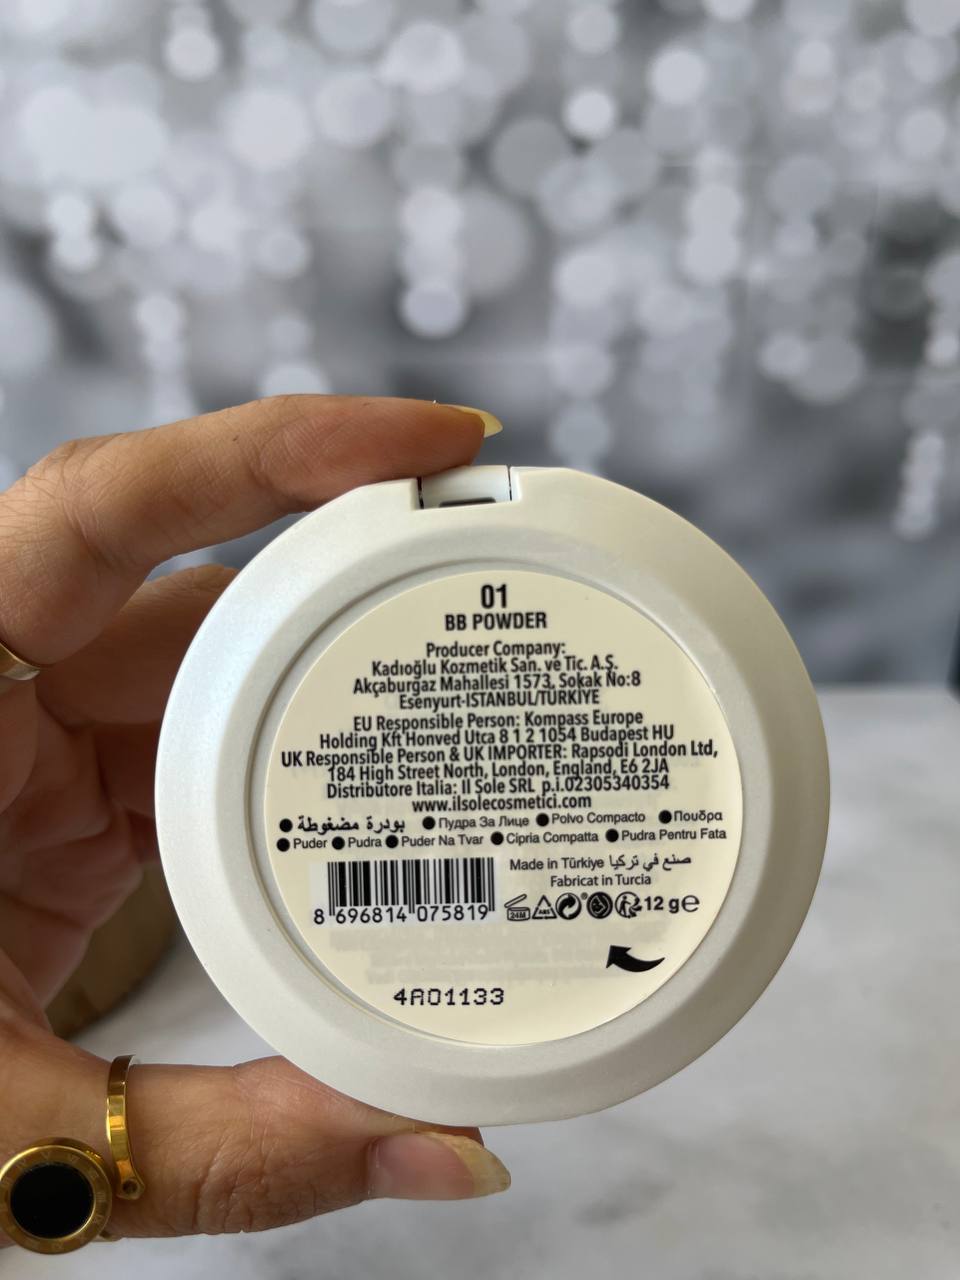 01
BB POWDER
Producer Company:
Kadıoğlu Kozmetik San. ve Tic. A.Ş.
Akçaburgaz Mahallesi 1573, Sokak No:8
Esenyurt-ISTANBUL/TÜRKİYE
EU Responsible Person: Kompass Europe
Holding Kft Honved Utca 8 1 2 1054 Budapest HU
UK Responsible Person & UK IMPORTER: Rapsodi London Ltd,
184 High Street North, London, England, E6 2JA
Distributore Italia: Il Sole SRL p.i.02305340354
www.ilsolecosmetici.com
● بودرة مضغوطة ● Пудра За Лице ● Polvo Compacto ● Πούδρα
● Puder ● Pudra ● Puder Na Tvar ● Cipria Compatta ● Pudra Pentru Fata
Made in Türkiye صنع في تركيا
Fabricat in Turcia
8 696814 075819
24M ABS 12 g℮
4A01133